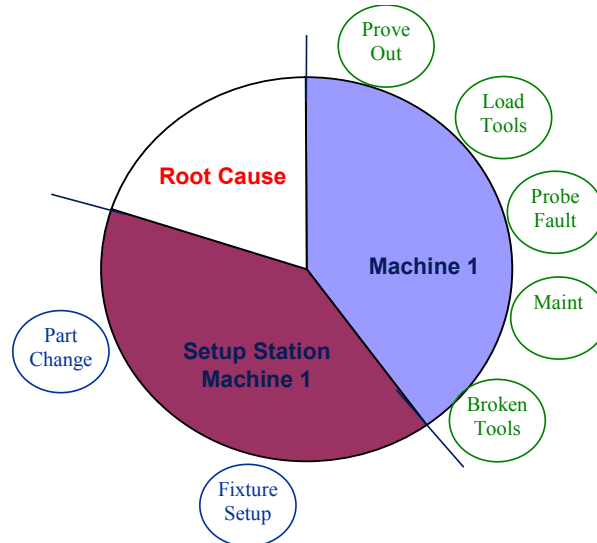 Prove
Out
Load
Tools
Root Cause
Probe
Fault
Machine 1
Maint
Part
Change
Setup Station
Machine 1
Broken
Tools
Fixture
Setup